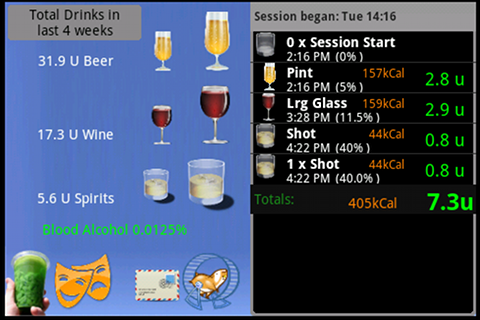 Total Drinks in
last 4 weeks
31.9 U Beer
17.3 U Wine
5.6 U Spirits
Blood Alcohol 0.0125%
Session began: Tue 14:16
0 x Session Start
2:16 PM (0% )
Pint 157kCal 2.8 u
2:16 PM (5% )
Lrg Glass 159kCal 2.9 u
3:28 PM (11.5% )
Shot 44kCal 0.8 u
4:22 PM (40% )
1 x Shot 44kCal 0.8 u
4:22 PM (40.0% )
Totals: 405kCal 7.3u